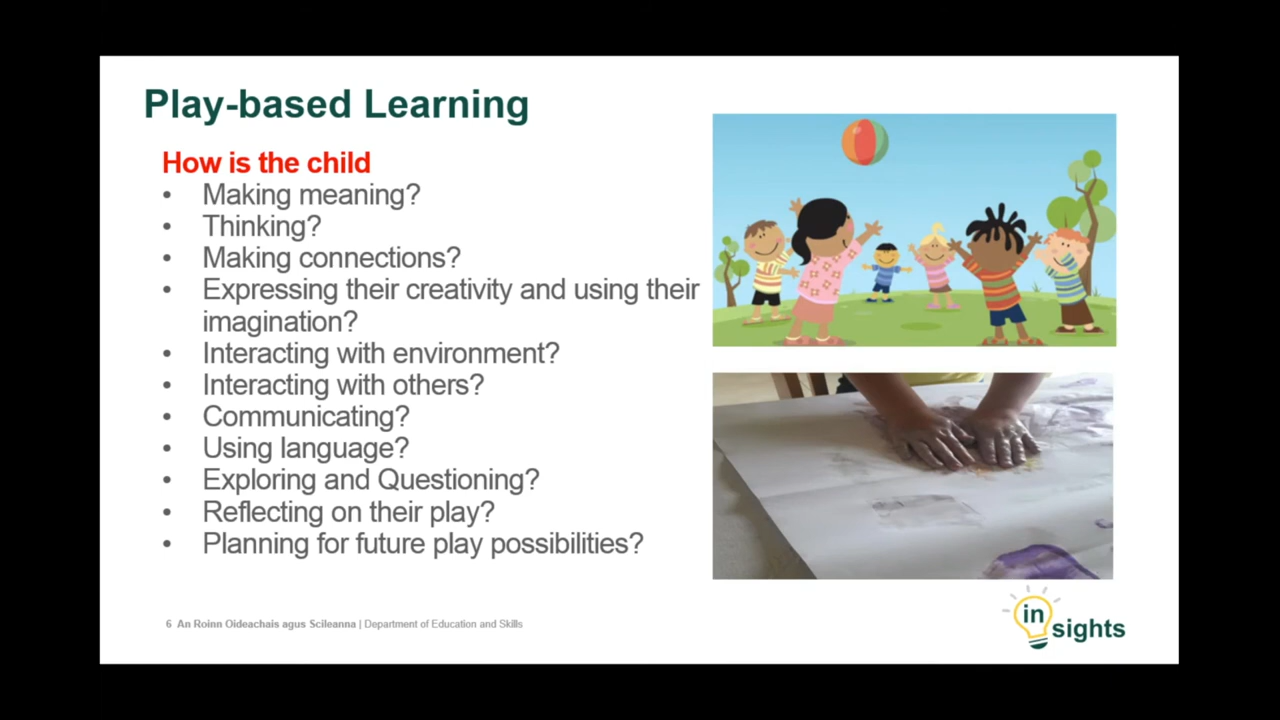 Play-based Learning
How is the child
• Making meaning?
• Thinking?
• Making connections?
• Expressing their creativity and using their
imagination?
• Interacting with environment?
• Interacting with others?
• Communicating?
• Using language?
• Exploring and Questioning?
• Reflecting on their play?
• Planning for future play possibilities?
6 An Roinn Oideachais agus Scileanna | Department of Education and Skills
in
sights